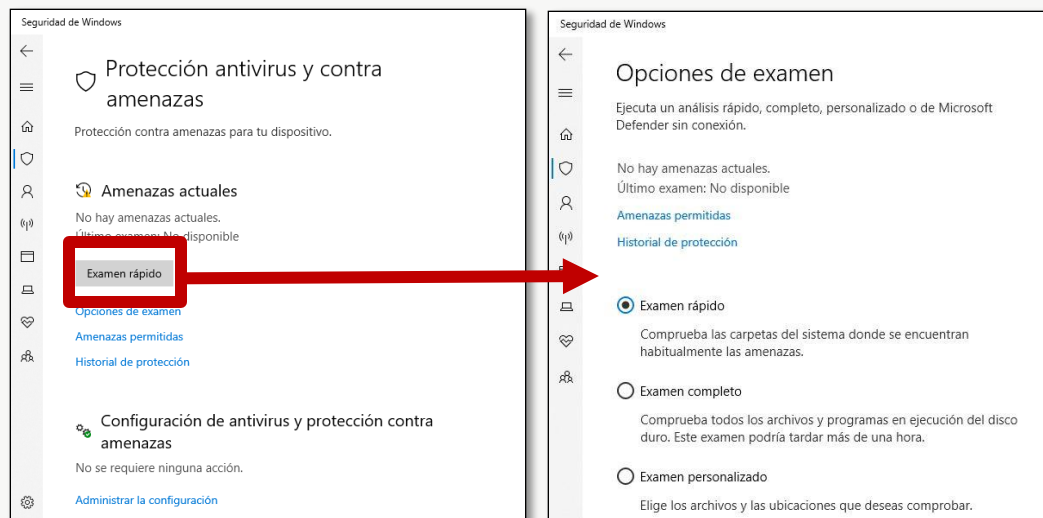 Seguridad de Windows
Protección antivirus y contra
amenazas
Protección contra amenazas para tu dispositivo.
Amenazas actuales
No hay amenazas actuales.
Último examen: No disponible
Examen rápido
Opciones de examen
Amenazas permitidas
Historial de protección
Configuración de antivirus y protección contra
amenazas
No se requiere ninguna acción.
Administrar la configuración
Seguridad de Windows
Opciones de examen
Ejecuta un análisis rápido, completo, personalizado o de Microsoft
Defender sin conexión.
No hay amenazas actuales.
Último examen: No disponible
Amenazas permitidas
Historial de protección
Examen rápido
Comprueba las carpetas del sistema donde se encuentran
habitualmente las amenazas.
Examen completo
Comprueba todos los archivos y programas en ejecución del disco
duro. Este examen podría tardar más de una hora.
Examen personalizado
Elige los archivos y las ubicaciones que deseas comprobar.